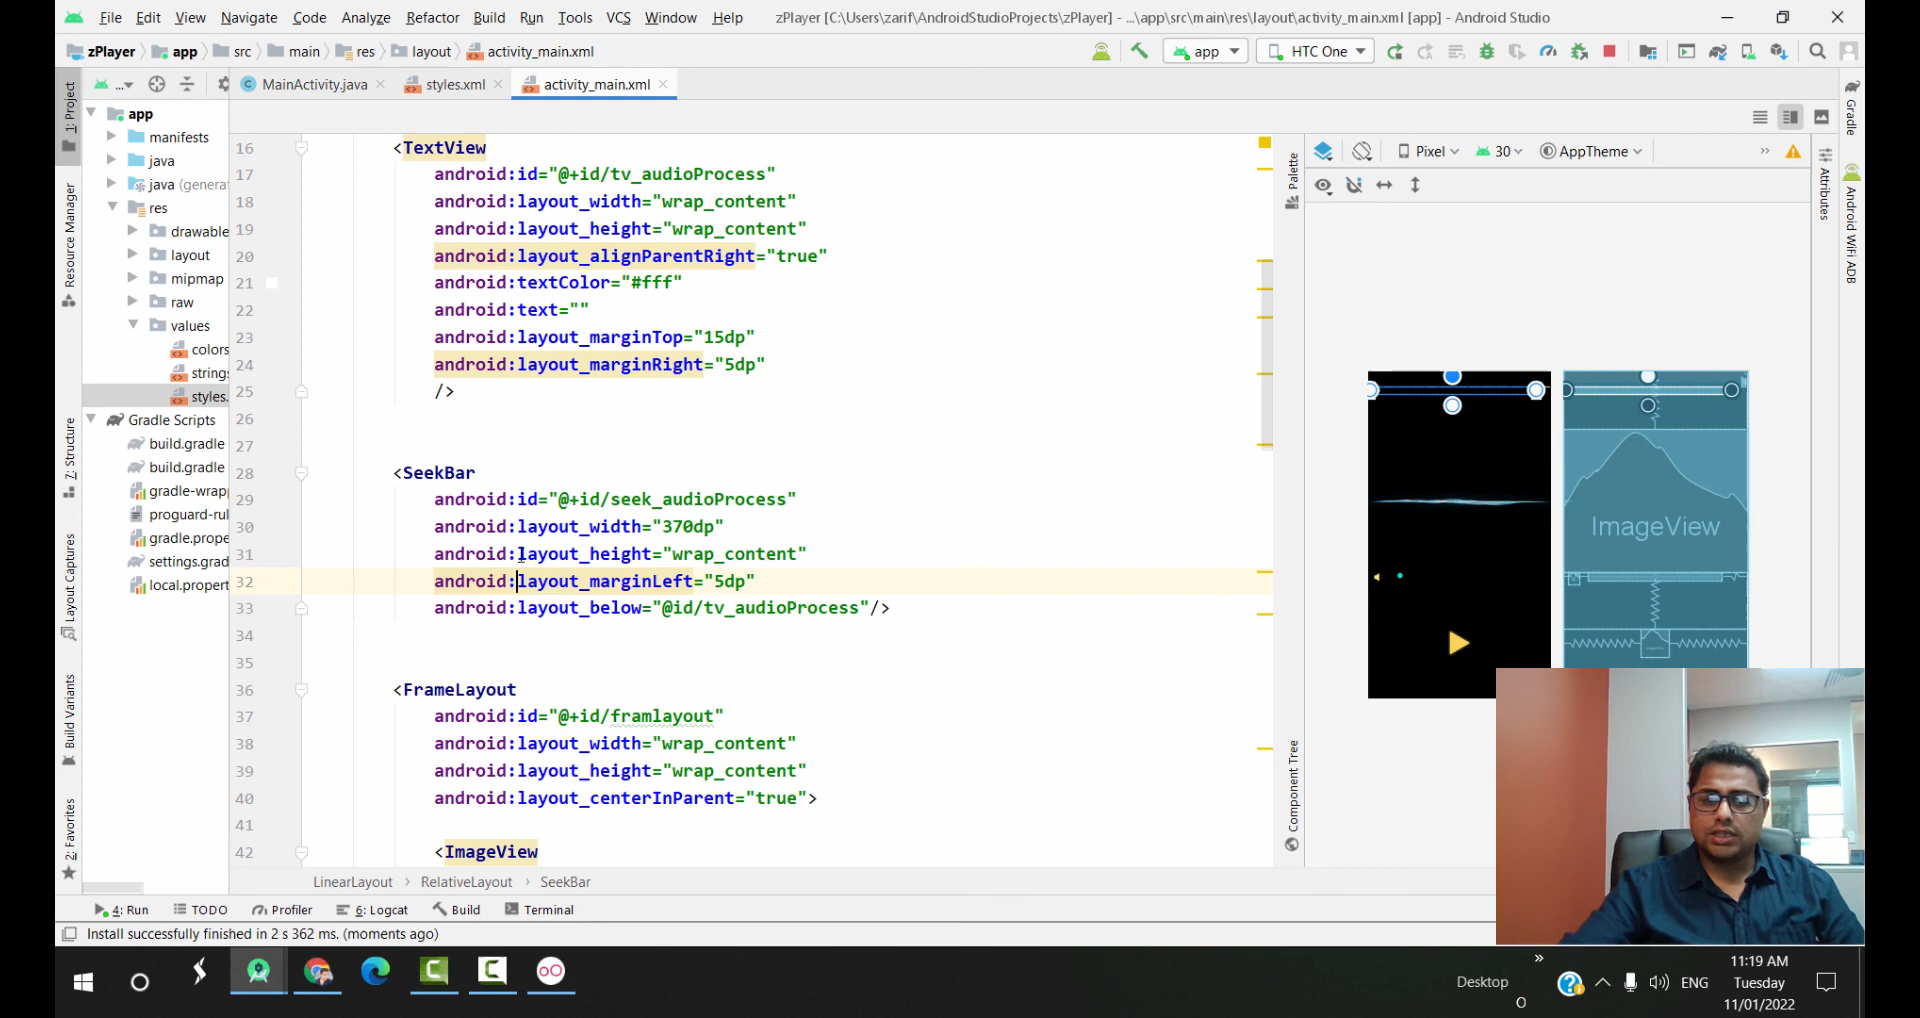 File Edit View Navigate Code Analyze Refactor Build Run Tools VCS Window Help zPlayer [C:\Users\zarif\AndroidStudioProjects\zPlayer] - ...\app\src\main\res\layout\activity_main.xml [app] - Android Studio
zPlayer app src main res layout activity_main.xml app HTC One
... MainActivity.java styles.xml activity_main.xml
1: Project
Resource Manager
7: Structure
Layout Captures
Build Variants
2: Favorites
app
manifests
java
java (genera
res
drawable
layout
mipmap
raw
values
colors
strings
styles.
Gradle Scripts
build.gradle
build.gradle
gradle-wrap
proguard-rul
gradle.prope
settings.grad
local.propert
16 <TextView
17 android:id="@+id/tv_audioProcess"
18 android:layout_width="wrap_content"
19 android:layout_height="wrap_content"
20 android:layout_alignParentRight="true"
21 android:textColor="#fff"
22 android:text=""
23 android:layout_marginTop="15dp"
24 android:layout_marginRight="5dp"
25 />
26
27
28 <SeekBar
29 android:id="@+id/seek_audioProcess"
30 android:layout_width="370dp"
31 android:layout_height="wrap_content"
32 android:layout_marginLeft="5dp"
33 android:layout_below="@id/tv_audioProcess"/>
34
35
36 <FrameLayout
37 android:id="@+id/framlayout"
38 android:layout_width="wrap_content"
39 android:layout_height="wrap_content"
40 android:layout_centerInParent="true">
41
42 <ImageView
Palette
Component Tree
Pixel 30 AppTheme
ImageView
Attributes
Gradle
Android WiFi ADB
LinearLayout › RelativeLayout › SeekBar
4: Run TODO Profiler 6: Logcat Build Terminal
Install successfully finished in 2 s 362 ms. (moments ago)
Desktop
ENG
11:19 AM
Tuesday
11/01/2022